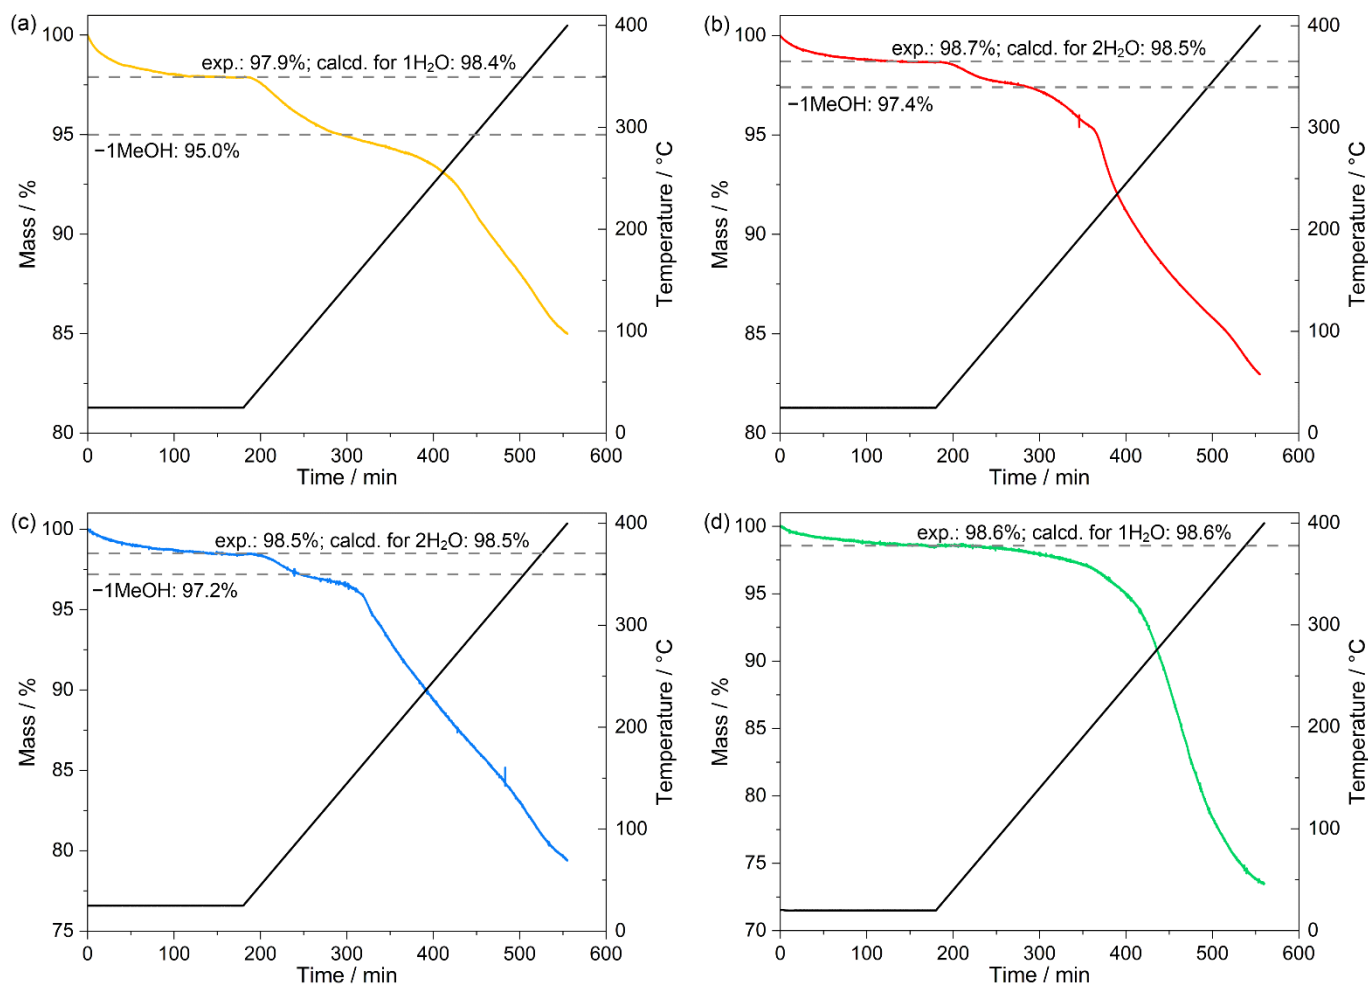 (a)
exp.: 97.9%; calcd. for 1H₂O: 98.4%
−1MeOH: 95.0%
100
95
90
85
80
Mass / %
400
300
200
100
0
Temperature / °C
0 100 200 300 400 500 600
Time / min
(b)
exp.: 98.7%; calcd. for 2H₂O: 98.5%
−1MeOH: 97.4%
100
95
90
85
80
Mass / %
400
300
200
100
0
Temperature / °C
0 100 200 300 400 500 600
Time / min
(c)
exp.: 98.5%; calcd. for 2H₂O: 98.5%
−1MeOH: 97.2%
100
95
90
85
80
75
Mass / %
400
300
200
100
0
Temperature / °C
0 100 200 300 400 500 600
Time / min
(d)
exp.: 98.6%; calcd. for 1H₂O: 98.6%
100
95
90
85
80
75
70
Mass / %
400
300
200
100
0
Temperature / °C
0 100 200 300 400 500 600
Time / min